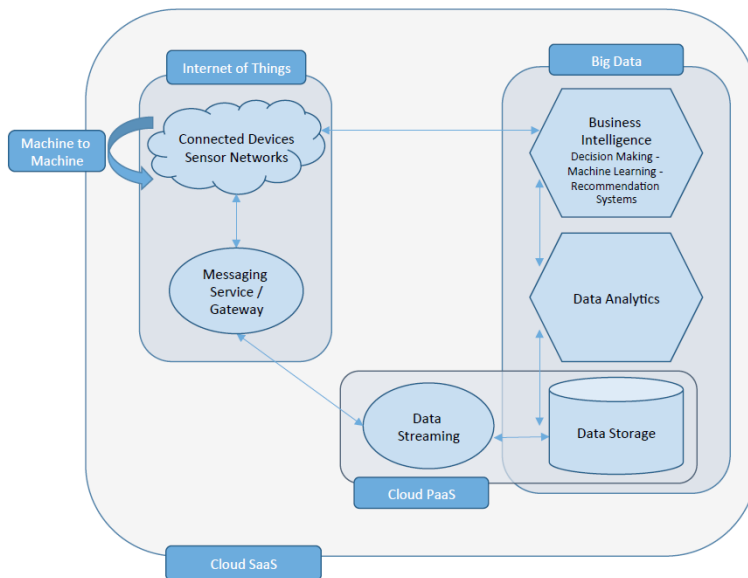 Internet of Things
Big Data
Machine to
Machine
Connected Devices
Sensor Networks
Business
Intelligence
Decision Making -
Machine Learning -
Recommendation
Systems
Messaging
Service /
Gateway
Data Analytics
Data
Streaming
Data Storage
Cloud PaaS
Cloud SaaS